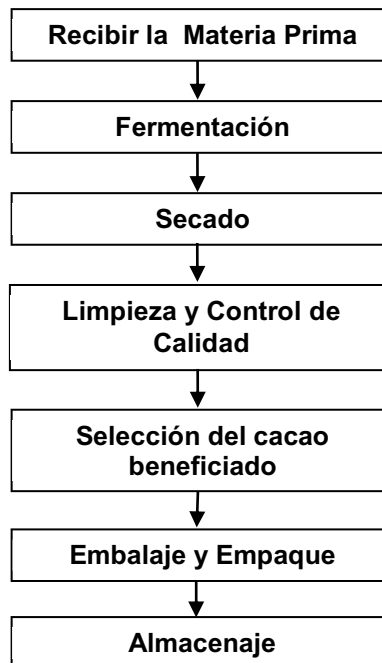 Recibir la Materia Prima
Fermentación
Secado
Limpieza y Control de
Calidad
Selección del cacao
beneficiado
Embalaje y Empaque
Almacenaje